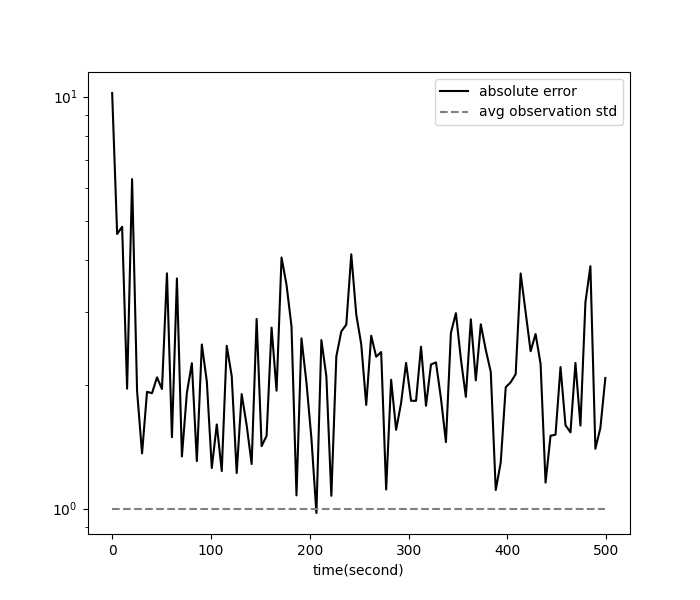 absolute error
avg observation std
10¹
10⁰
0 100 200 300 400 500
time(second)